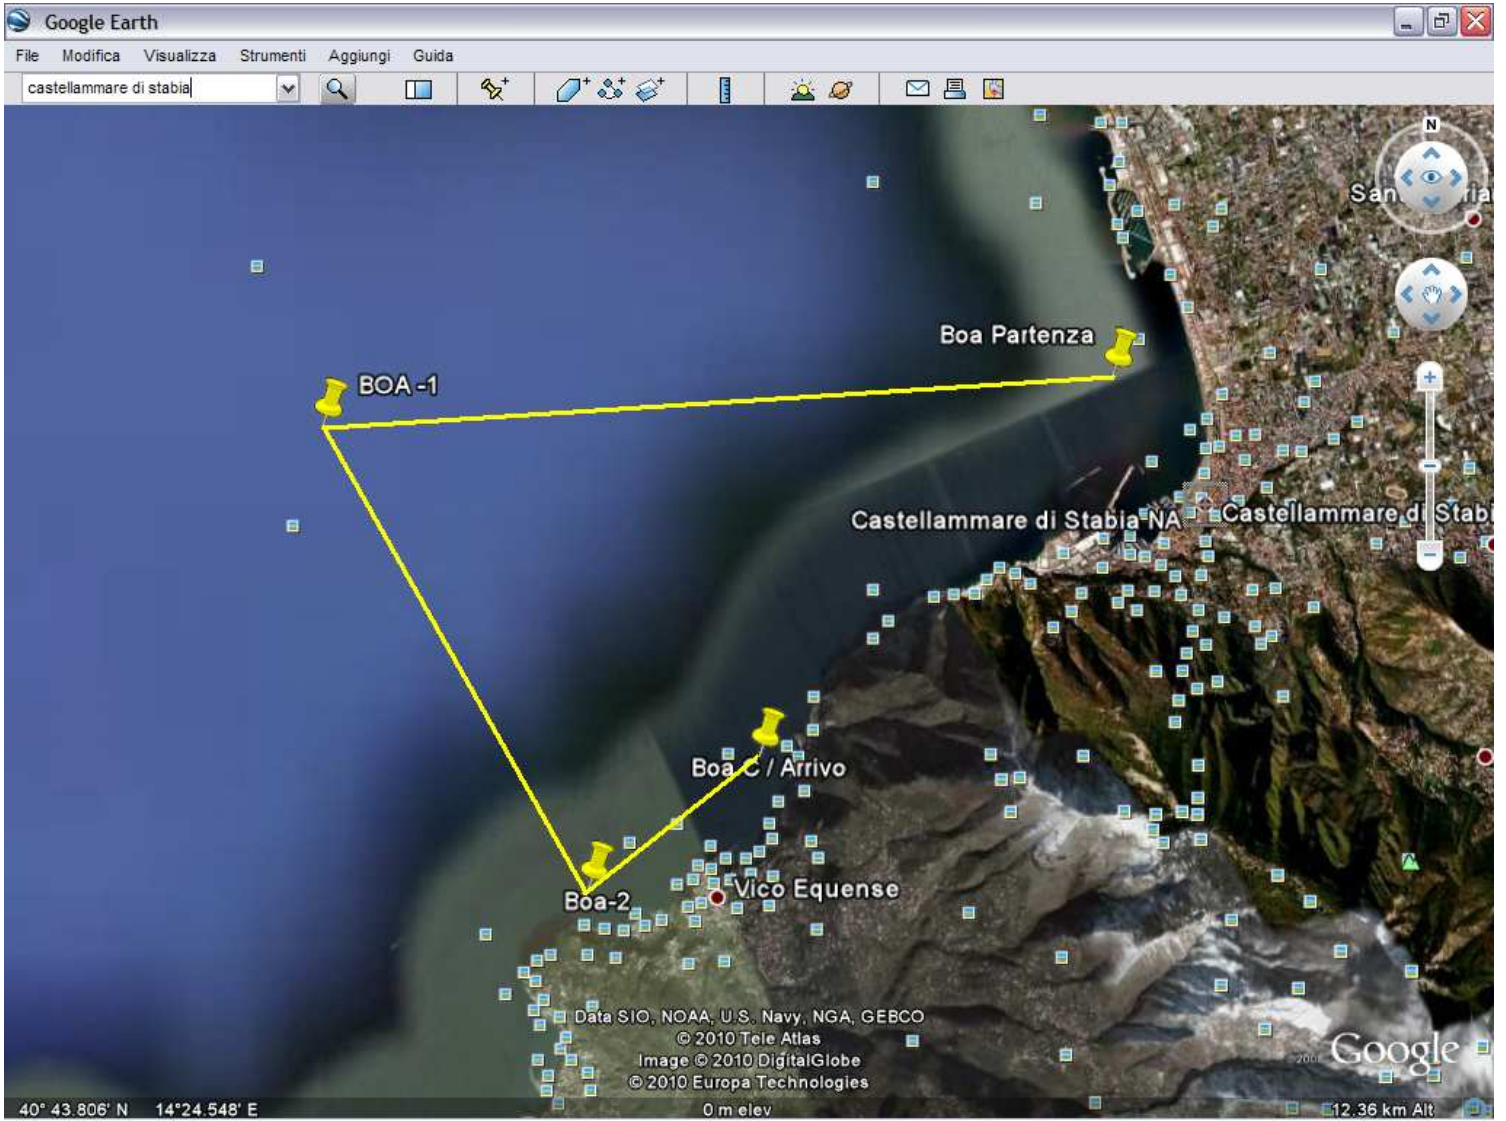 Google Earth
File Modifica Visualizza Strumenti Aggiungi Guida
castellammare di stabia
N
San
ria
Boa Partenza
BOA -1
Castellammare di Stabia NA
Castellammare di Stabi
Boa C / Arrivo
Boa-2
Vico Equense
Data SIO, NOAA, U.S. Navy, NGA, GEBCO
© 2010 Tele Atlas
Image © 2010 DigitalGlobe
© 2010 Europa Technologies
Google
40° 43.806' N 14°24.548' E
0 m elev
12.36 km Alt